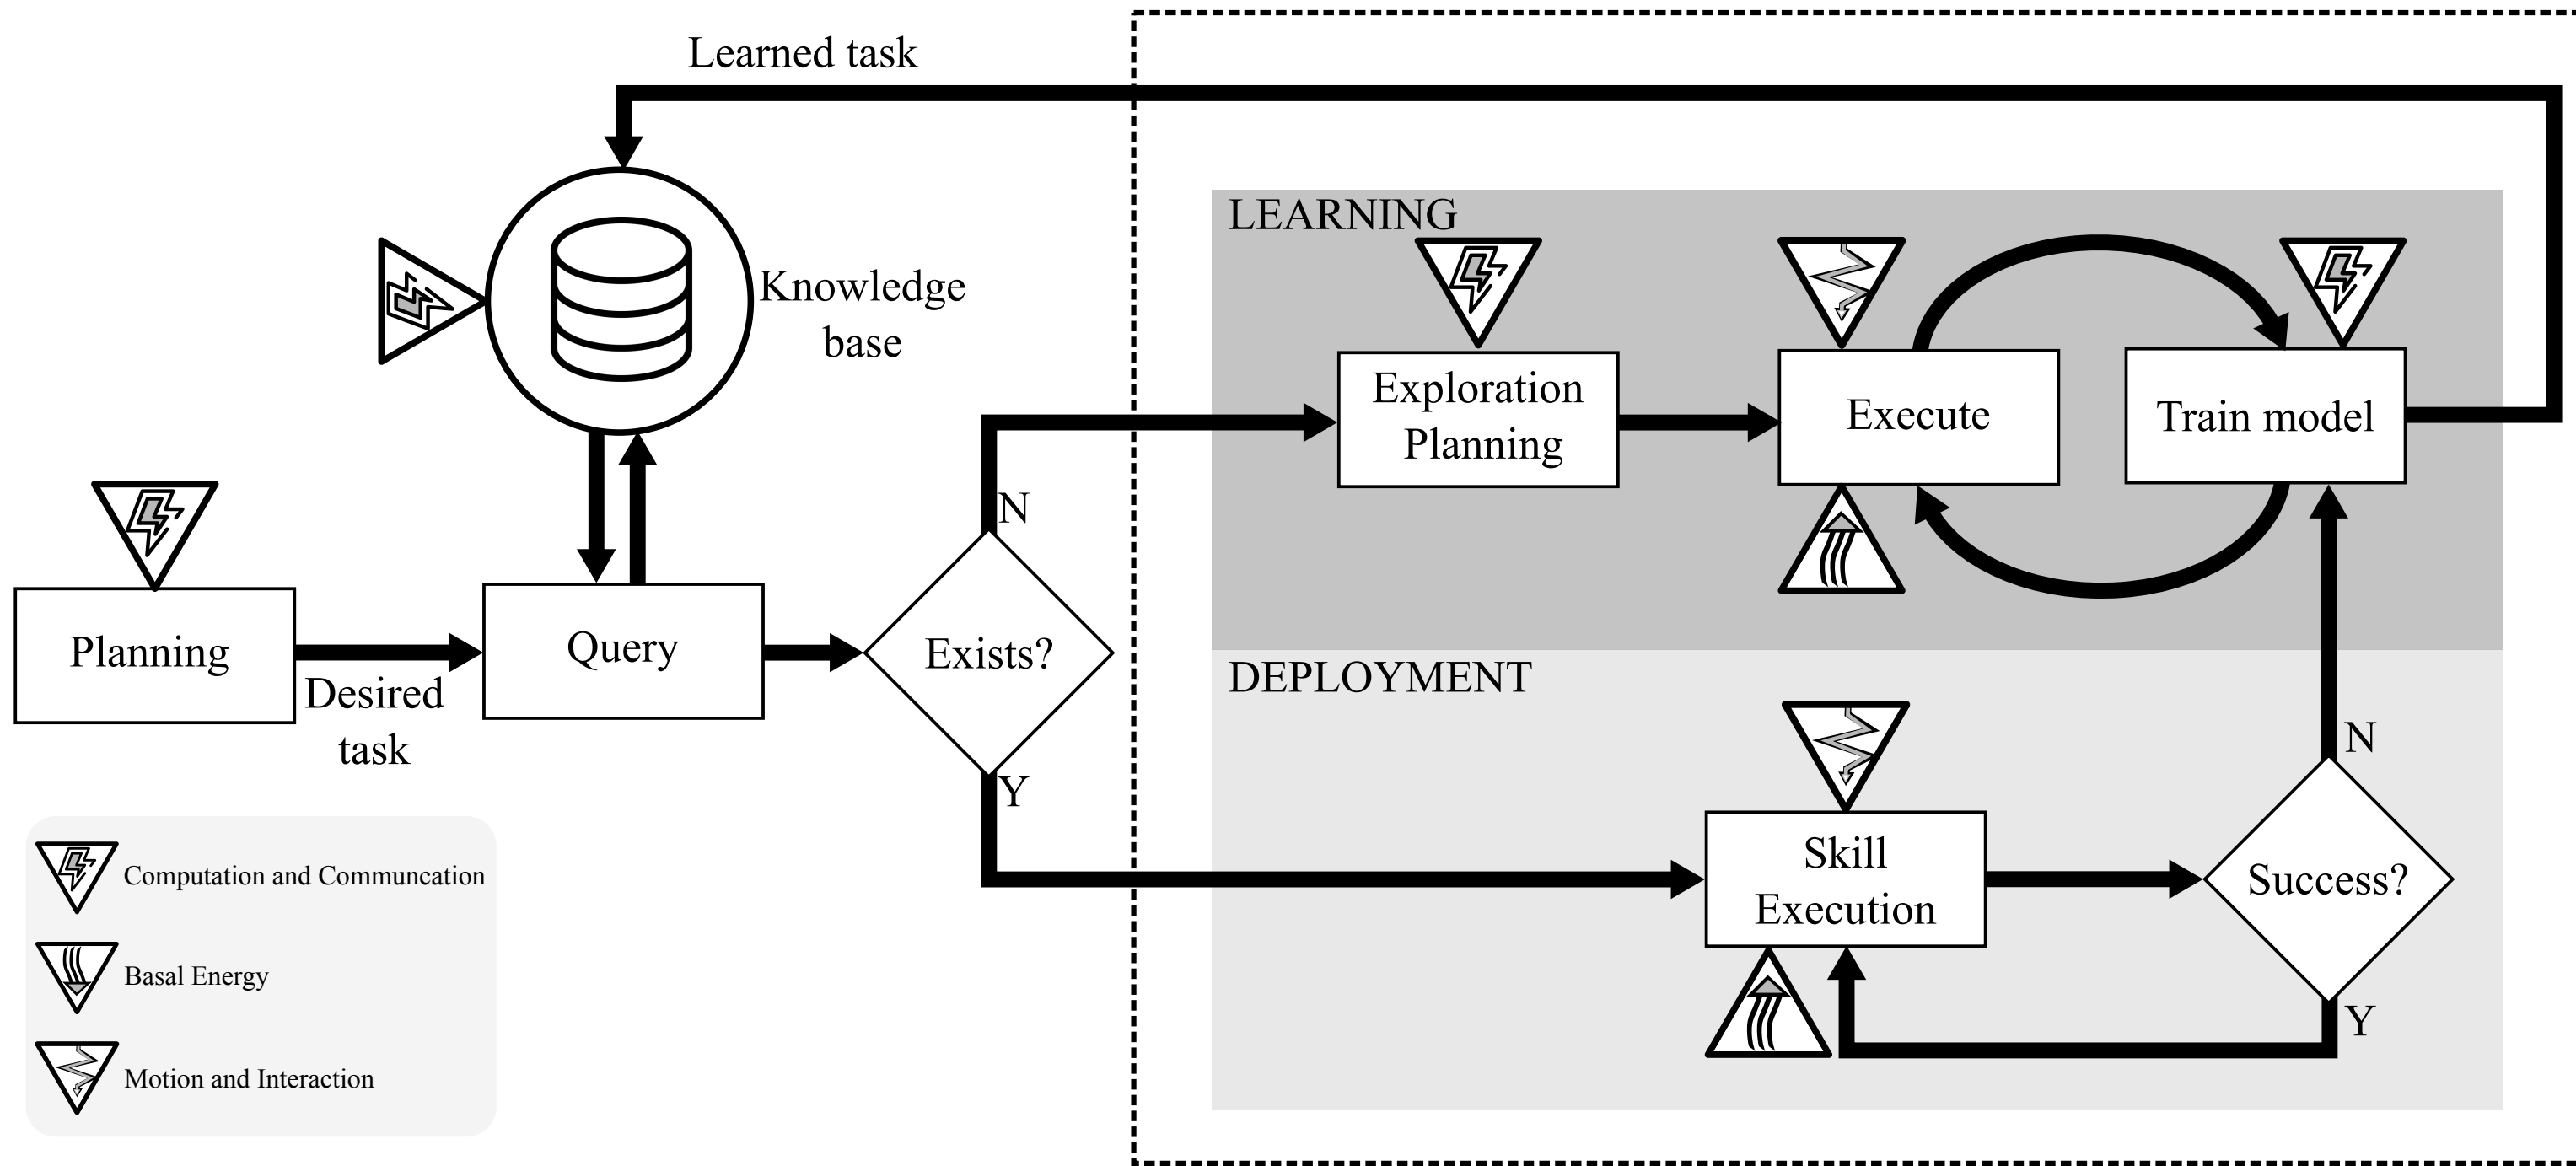 Learned task
LEARNING
Knowledge
base
Exploration
Planning
Execute
Train model
N
Planning
Desired
task
Query
Exists?
Y
DEPLOYMENT
N
Skill
Execution
Success?
Y
Computation and Communcation
Basal Energy
Motion and Interaction